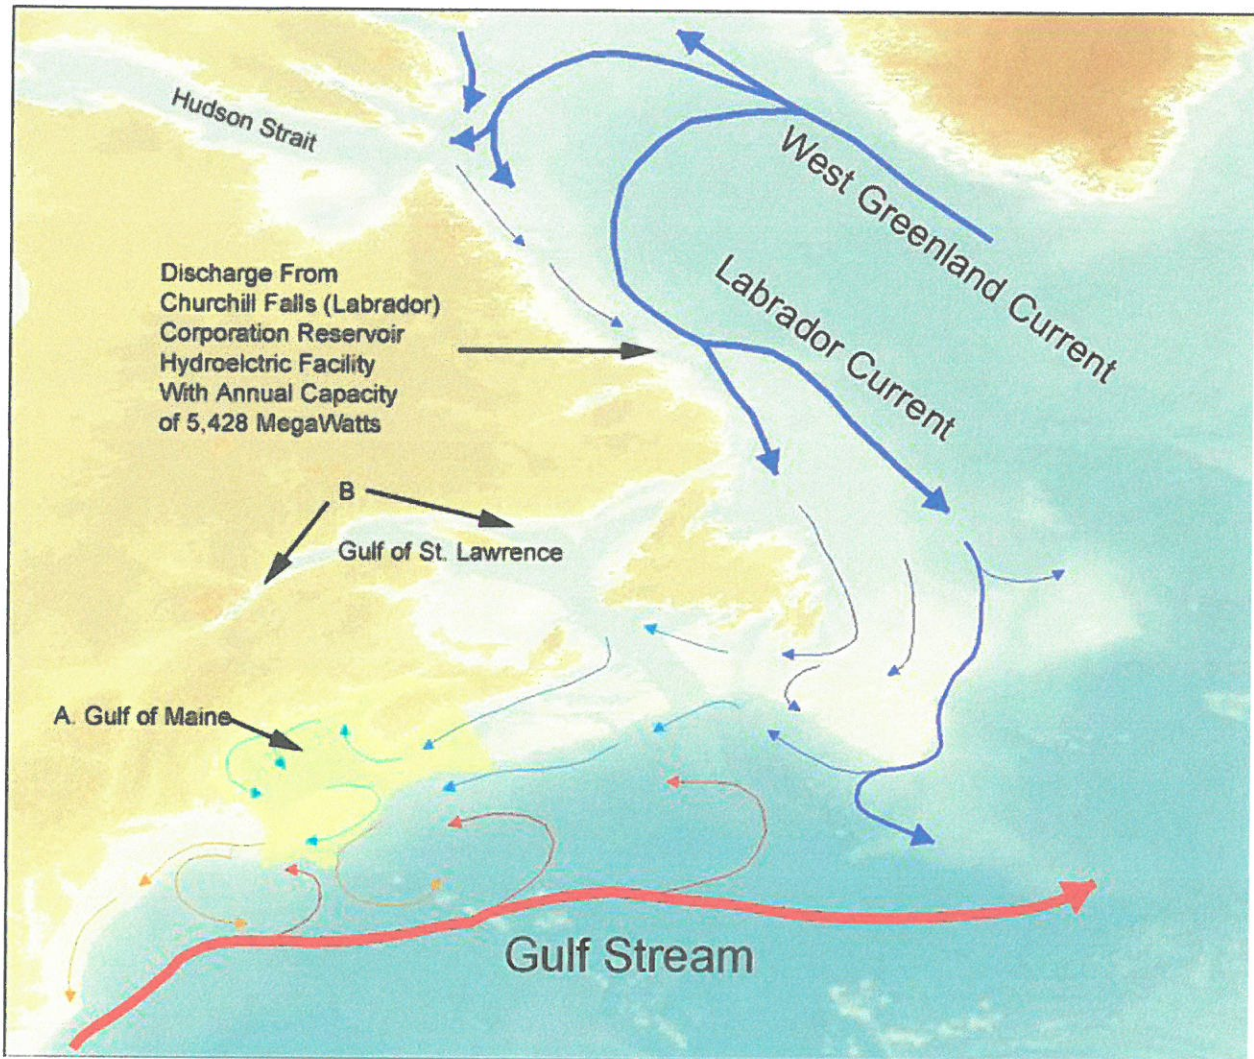 Hudson Strait
West Greenland Current
Labrador Current
Discharge From
Churchill Falls (Labrador)
Corporation Reservoir
Hydroelctric Facility
With Annual Capacity
of 5,428 MegaWatts
B
Gulf of St. Lawrence
A. Gulf of Maine
Gulf Stream